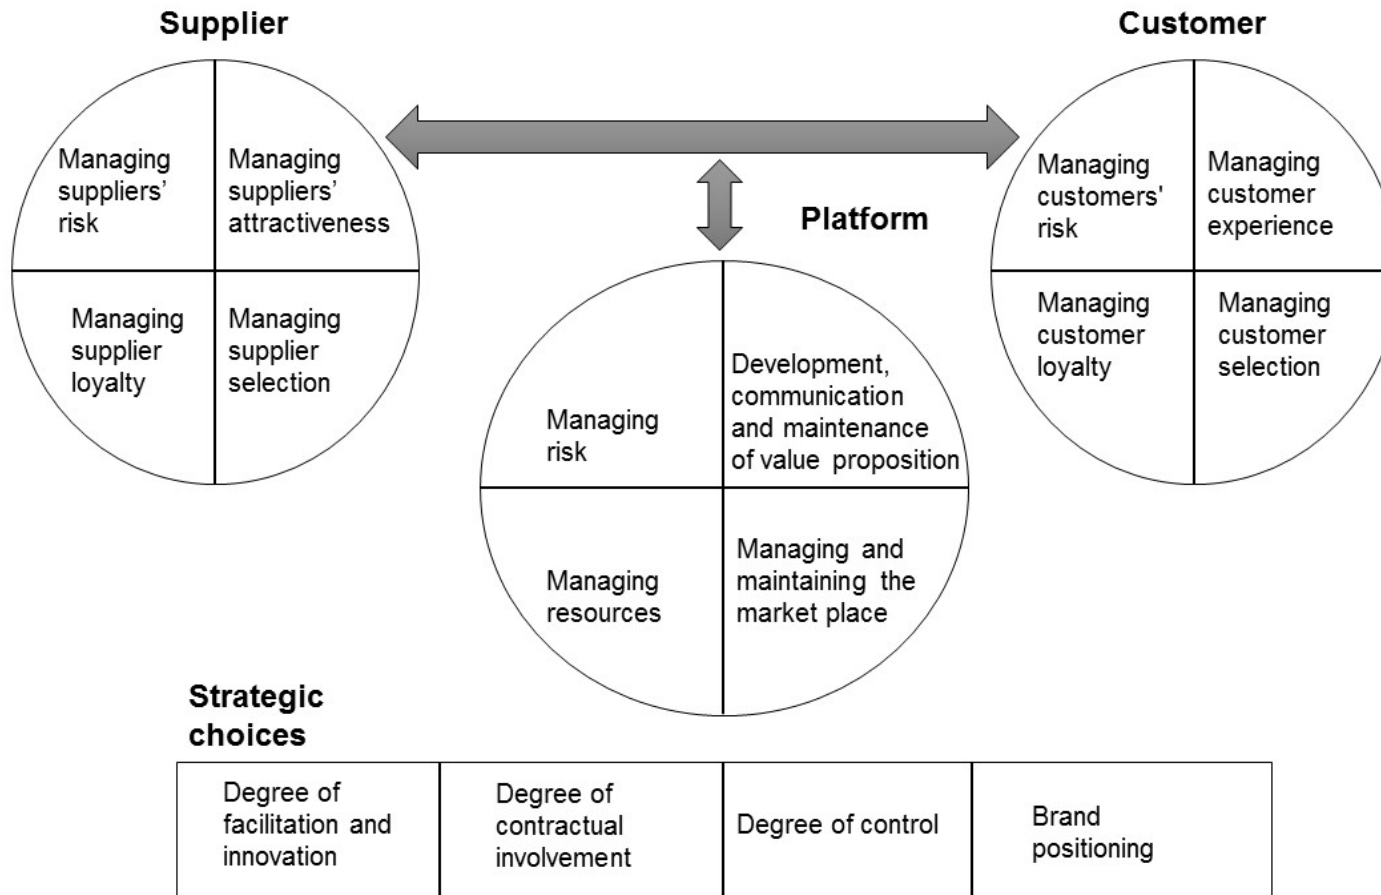 Supplier
Customer
Managing
suppliers'
risk
Managing
suppliers'
attractiveness
Managing
supplier
loyalty
Managing
supplier
selection
Platform
Managing
customers'
risk
Managing
customer
experience
Managing
customer
loyalty
Managing
customer
selection
Managing
risk
Development,
communication
and maintenance
of value proposition
Managing
resources
Managing and
maintaining the
market place
Strategic
choices
Degree of
facilitation and
innovation
Degree of
contractual
involvement
Degree of control
Brand
positioning